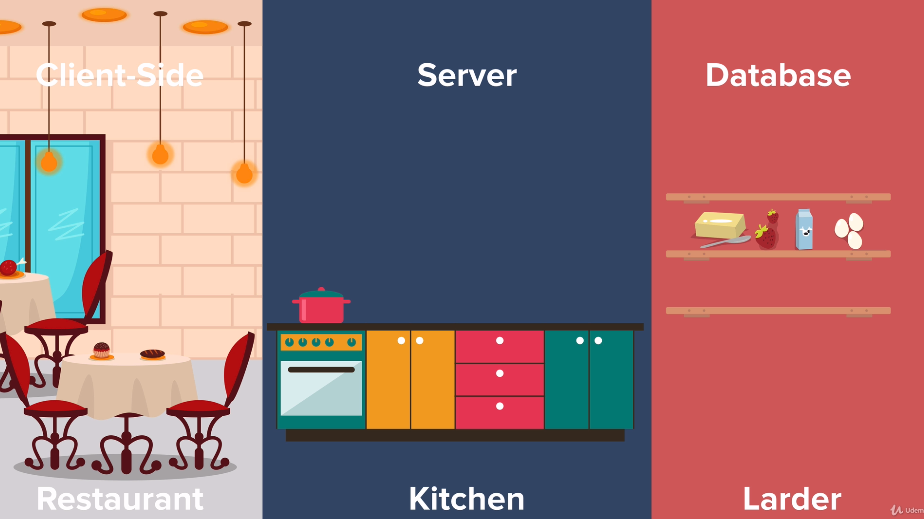 Client-Side
Server
Database
Restaurant
Kitchen
Larder